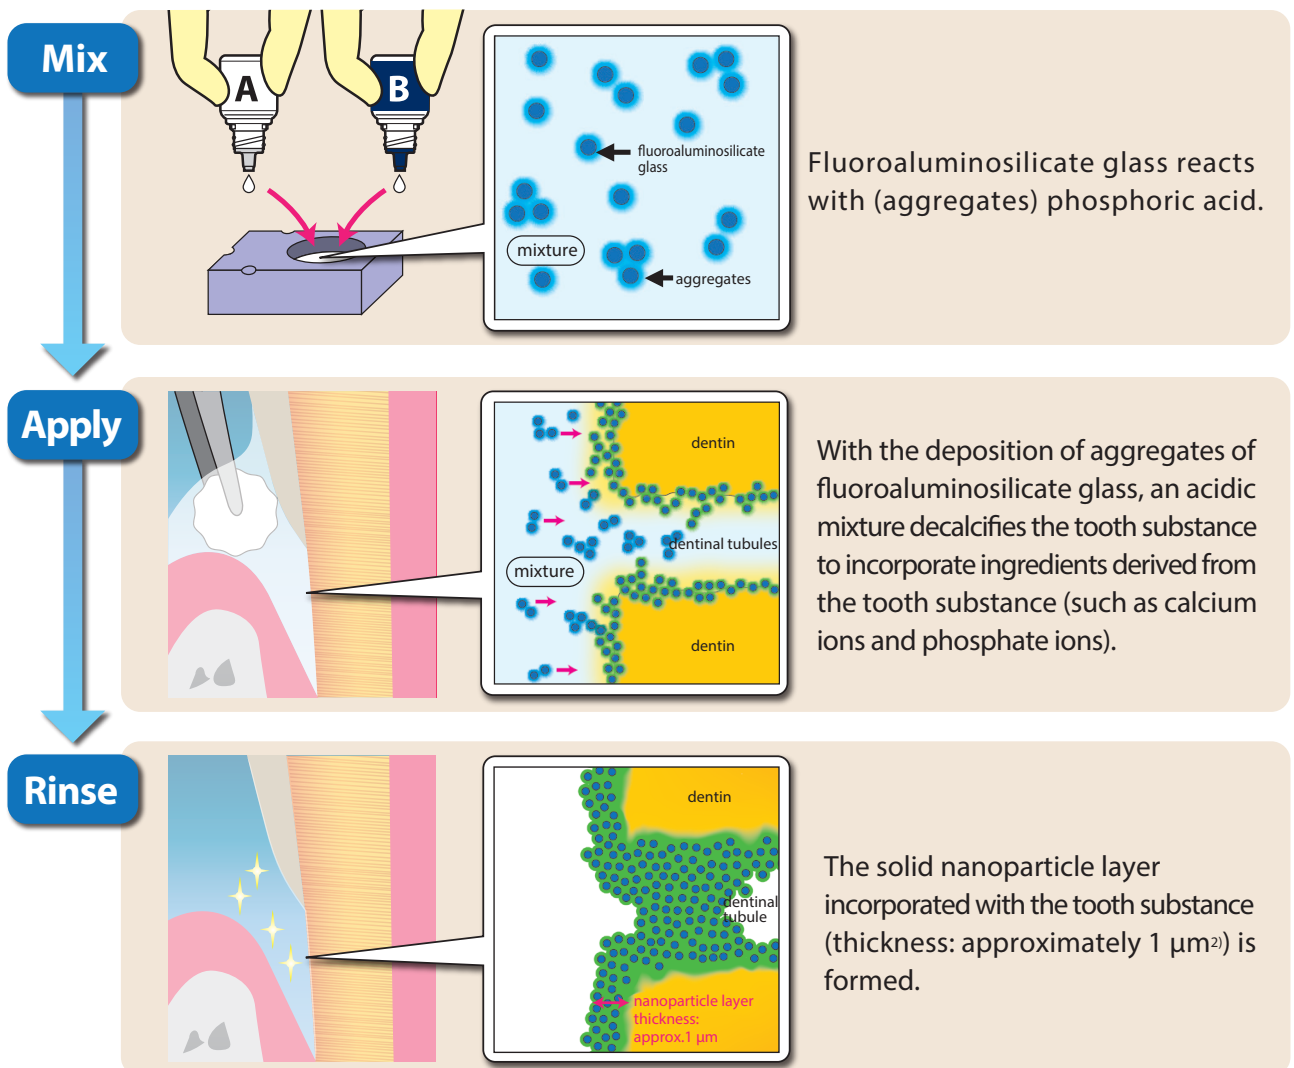 Mix
A
B
fluoroaluminosilicate
glass
mixture
aggregates
Fluoroaluminosilicate glass reacts
with (aggregates) phosphoric acid.
Apply
dentin
dentinal tubules
mixture
dentin
With the deposition of aggregates of
fluoroaluminosilicate glass, an acidic
mixture decalcifies the tooth substance
to incorporate ingredients derived from
the tooth substance (such as calcium
ions and phosphate ions).
Rinse
dentin
dentinal
tubule
nanoparticle layer
thickness:
approx.1 µm
The solid nanoparticle layer
incorporated with the tooth substance
(thickness: approximately 1 µm²⁾) is
formed.